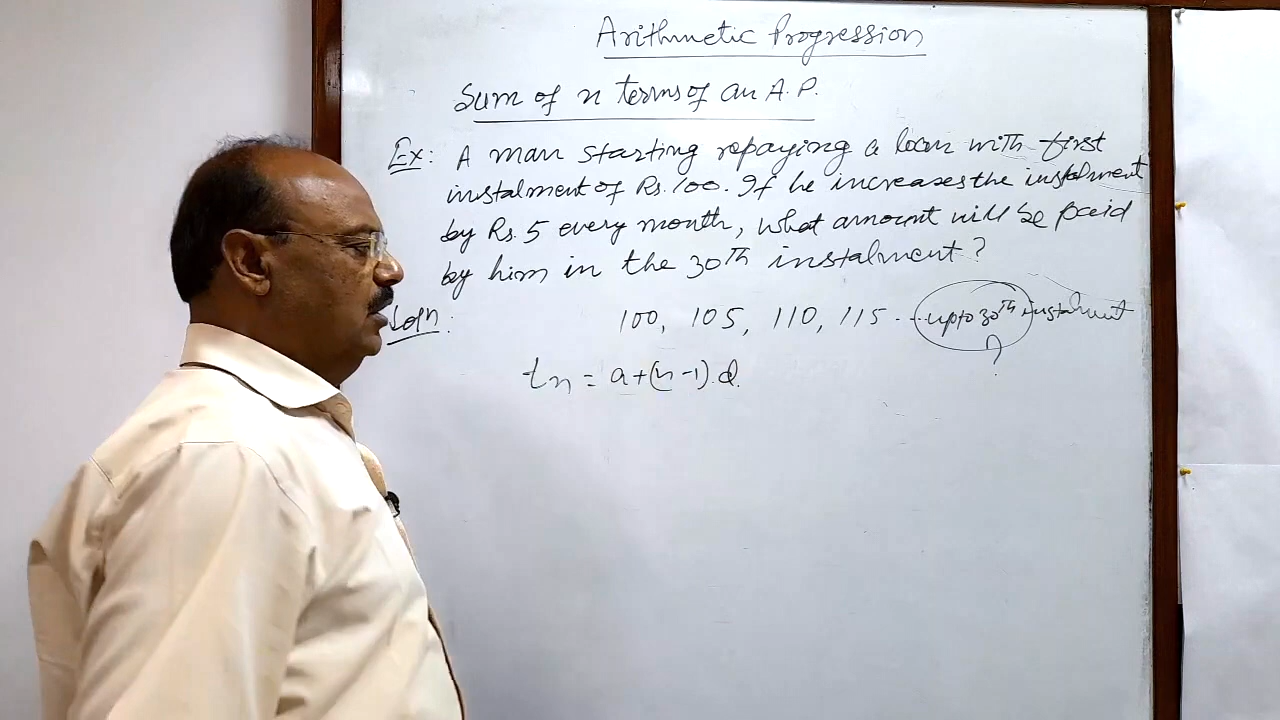 Arithmetic Progression
Sum of n terms of an A.P.
Ex: A man starting repaying a loan with first
instalment of Rs. 100. If he increases the instalment
by Rs. 5 every month, what amount will be paid
by him in the 30th instalment?
Soln: 100, 105, 110, 115 ... upto 30th instalment
?
tn = a+(n-1).d.